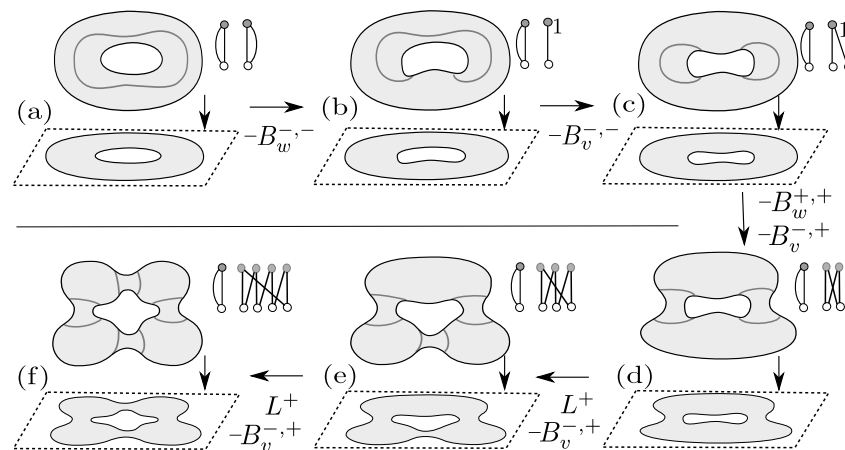 1
1
(a)
(b)
(c)
–B_w^{–,–}
–B_v^{–,–}
–B_w^{+,+}
–B_v^{–,+}
(f)
(e)
(d)
L^+
–B_v^{–,+}
L^+
–B_v^{–,+}